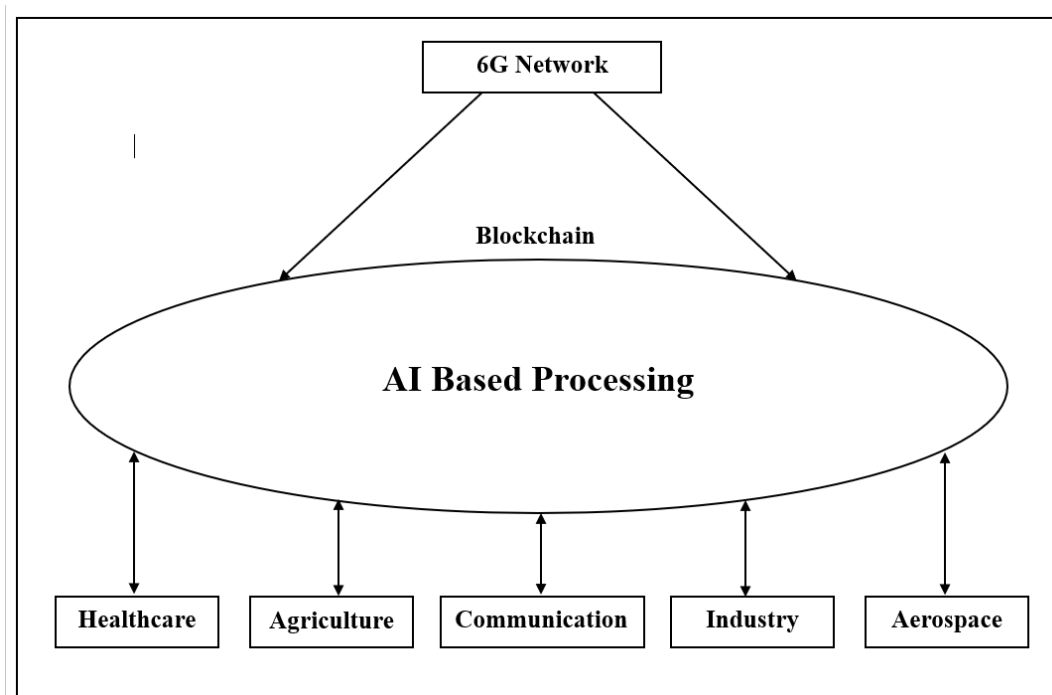 6G Network
Blockchain
AI Based Processing
Healthcare
Agriculture
Communication
Industry
Aerospace